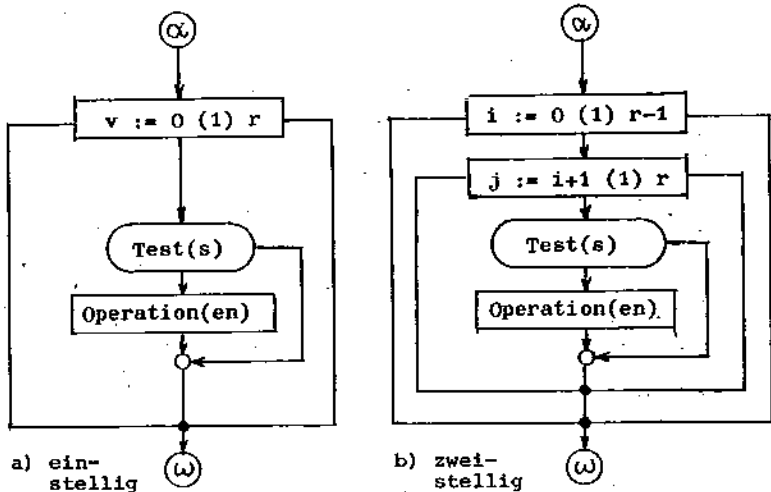 α
v := 0 (1) r
Test(s)
Operation(en)
ω
a) ein-
stellig
α
i := 0 (1) r-1
j := i+1 (1) r
Test(s)
Operation(en)
ω
b) zwei-
stellig